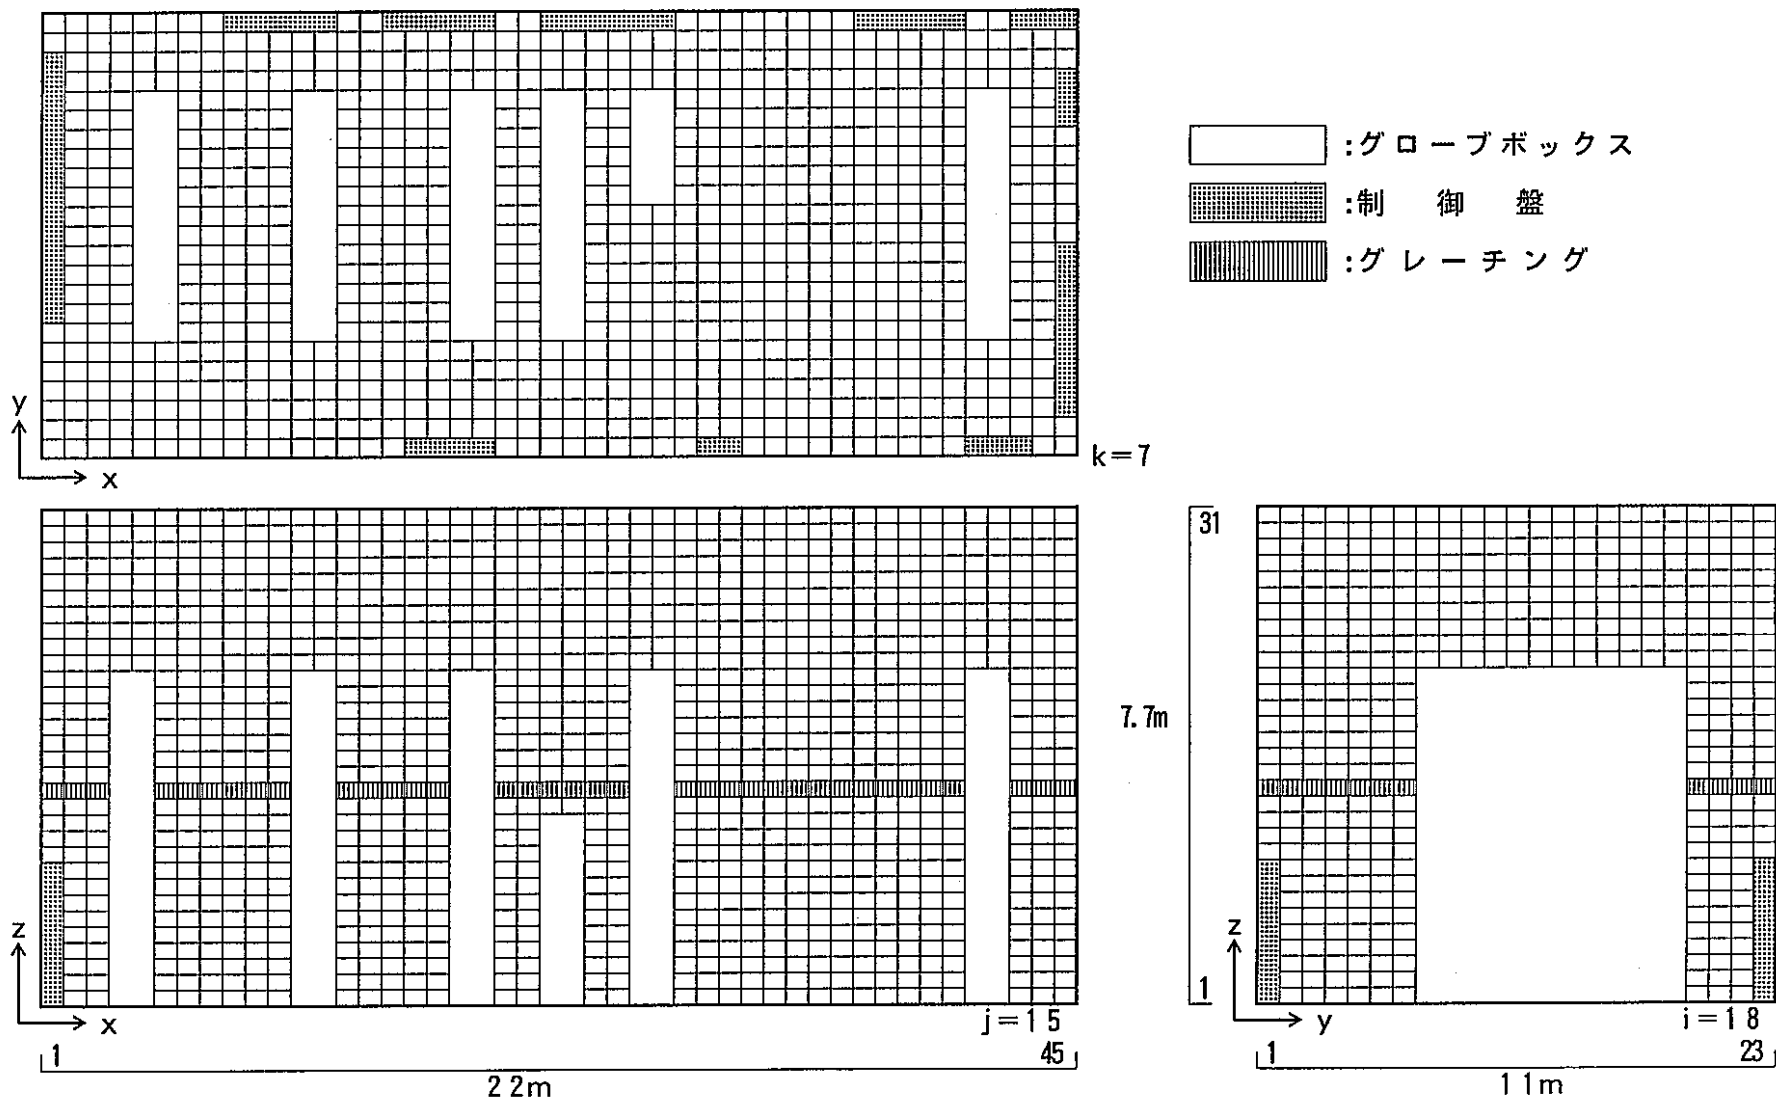 :グローブボックス
:制 御 盤
:グレーチング
y
x
k=7
31
7.7m
1
z
x
j=15
z
y
i=18
1
45
22m
1
23
11m